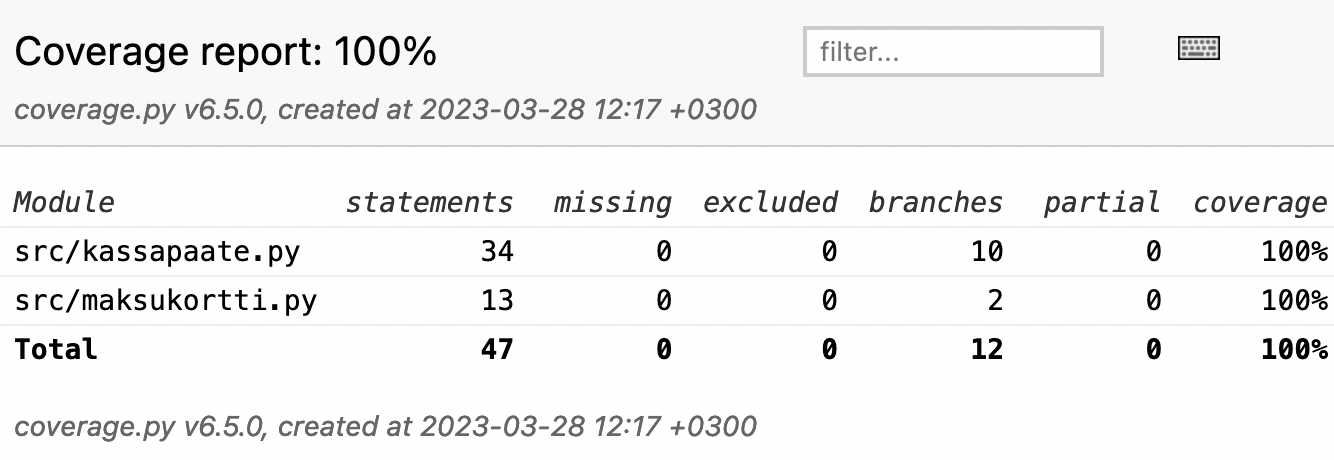 Coverage report: 100%
filter...
coverage.py v6.5.0, created at 2023-03-28 12:17 +0300
Module statements missing excluded branches partial coverage
src/kassapaate.py 34 0 0 10 0 100%
src/maksukortti.py 13 0 0 2 0 100%
Total 47 0 0 12 0 100%
coverage.py v6.5.0, created at 2023-03-28 12:17 +0300